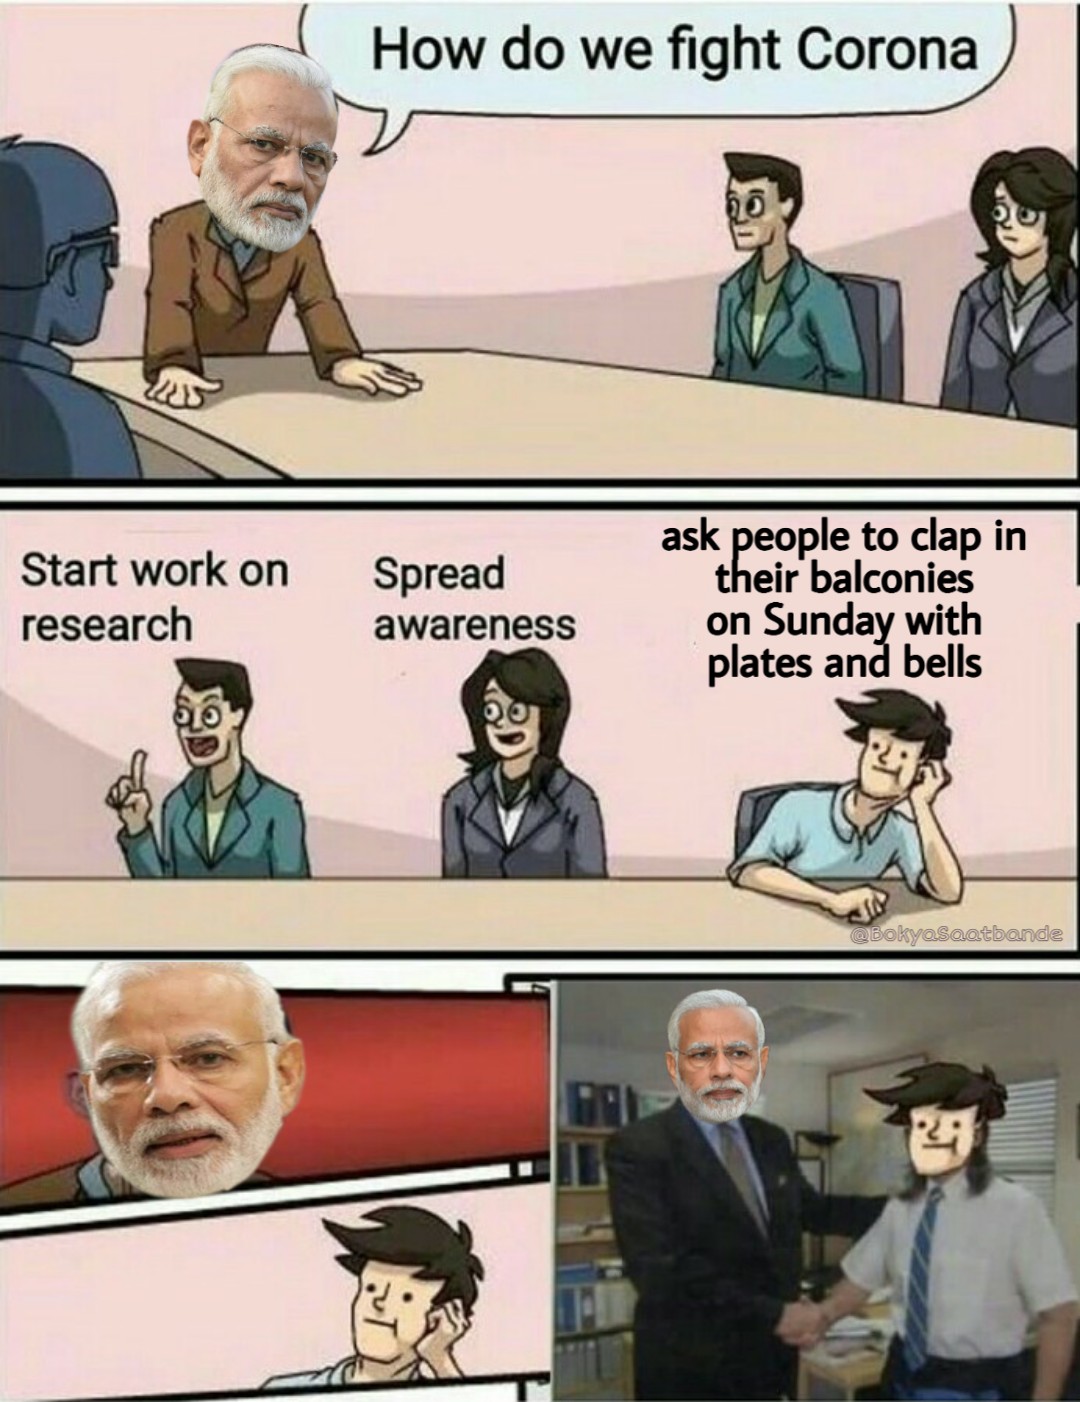 How do we fight Corona
Start work on
research
Spread
awareness
ask people to clap in
their balconies
on Sunday with
plates and bells
@BokyaSaatbande